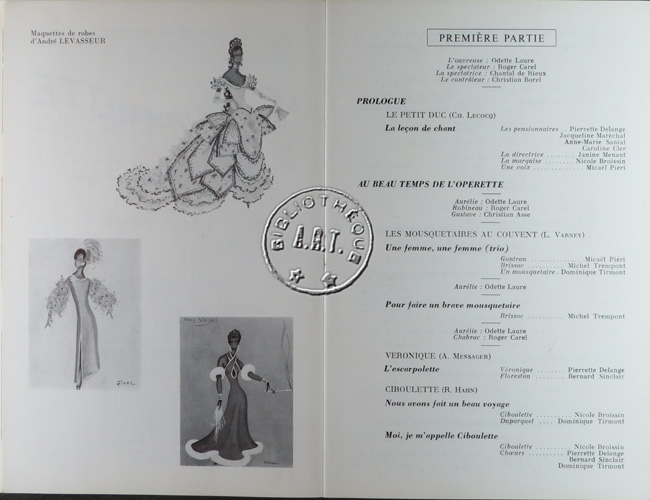 Maquettes de robes
d'André LEVASSEUR
BIBLIOTHÈQUE
A.R.T.
PREMIÈRE PARTIE
L'ouvreuse : Odette Laure
Le spectateur : Roger Carel
La spectatrice : Chantal de Rieux
Le contrôleur : Christian Borel
PROLOGUE
LE PETIT DUC (Ch. Lecocq)
La leçon de chant
Les pensionnaires .. Pierrette Delange
Jacqueline Maréchal
Anne-Marie Sanial
Caroline Cler
La directrice ........ Janine Menant
La marquise ........ Nicole Broissin
Une voix ........... Micaël Piéri
AU BEAU TEMPS DE L'OPERETTE
Aurélie : Odette Laure
Robineau : Roger Carel
Gustave : Christian Asse
LES MOUSQUETAIRES AU COUVENT (L. Varney)
Une femme, une femme (trio)
Gontran ............ Micaël Piéri
Brissac .......... Michel Trempont
Un mousquetaire . Dominique Tirmont
Aurélie : Odette Laure
Pour faire un brave mousquetaire
Brissac .......... Michel Trempont
Aurélie : Odette Laure
Chabrac : Roger Carel
VERONIQUE (A. Messager)
L'escarpolette
Véronique ....... Pierrette Delange
Florestan ........ Bernard Sinclair
CIBOULETTE (R. Hahn)
Nous avons fait un beau voyage
Ciboulette .......... Nicole Broissin
Duparquet .... Dominique Tirmont
Moi, je m'appelle Ciboulette
Ciboulette .......... Nicole Broissin
Chœurs ......... Pierrette Delange
Bernard Sinclair
Dominique Tirmont